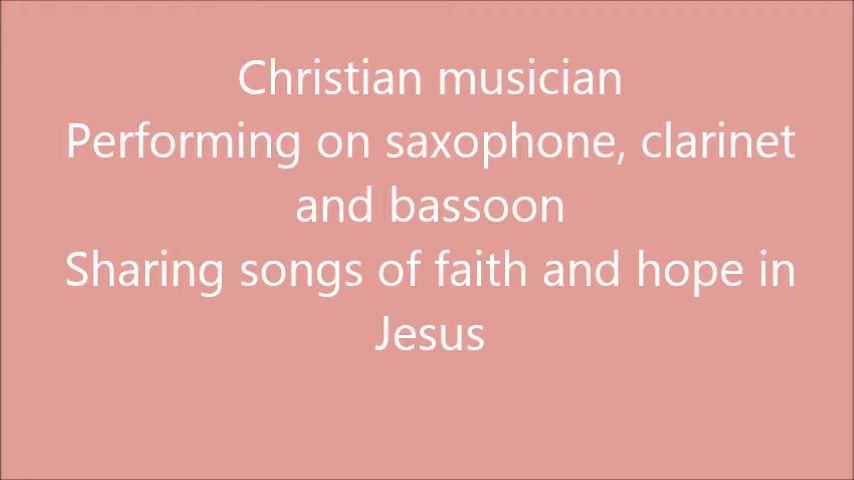 Christian musician
Performing on saxophone, clarinet
and bassoon
Sharing songs of faith and hope in
Jesus